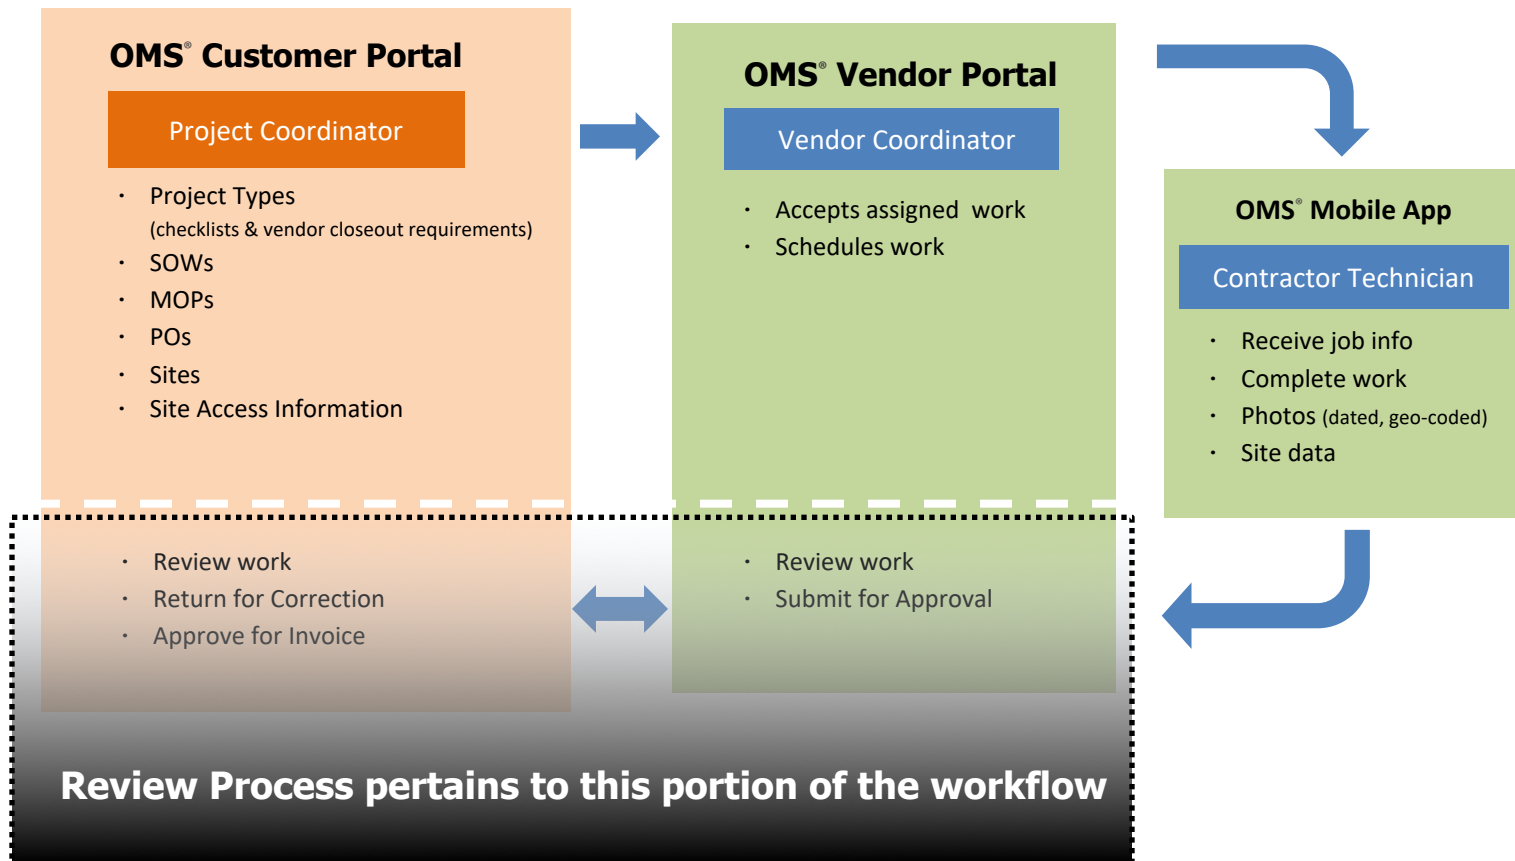 OMS® Customer Portal
Project Coordinator
· Project Types
(checklists & vendor closeout requirements)
· SOWs
· MOPs
· POs
· Sites
· Site Access Information
· Review work
· Return for Correction
· Approve for Invoice
OMS® Vendor Portal
Vendor Coordinator
· Accepts assigned work
· Schedules work
· Review work
· Submit for Approval
OMS® Mobile App
Contractor Technician
· Receive job info
· Complete work
· Photos (dated, geo-coded)
· Site data
Review Process pertains to this portion of the workflow